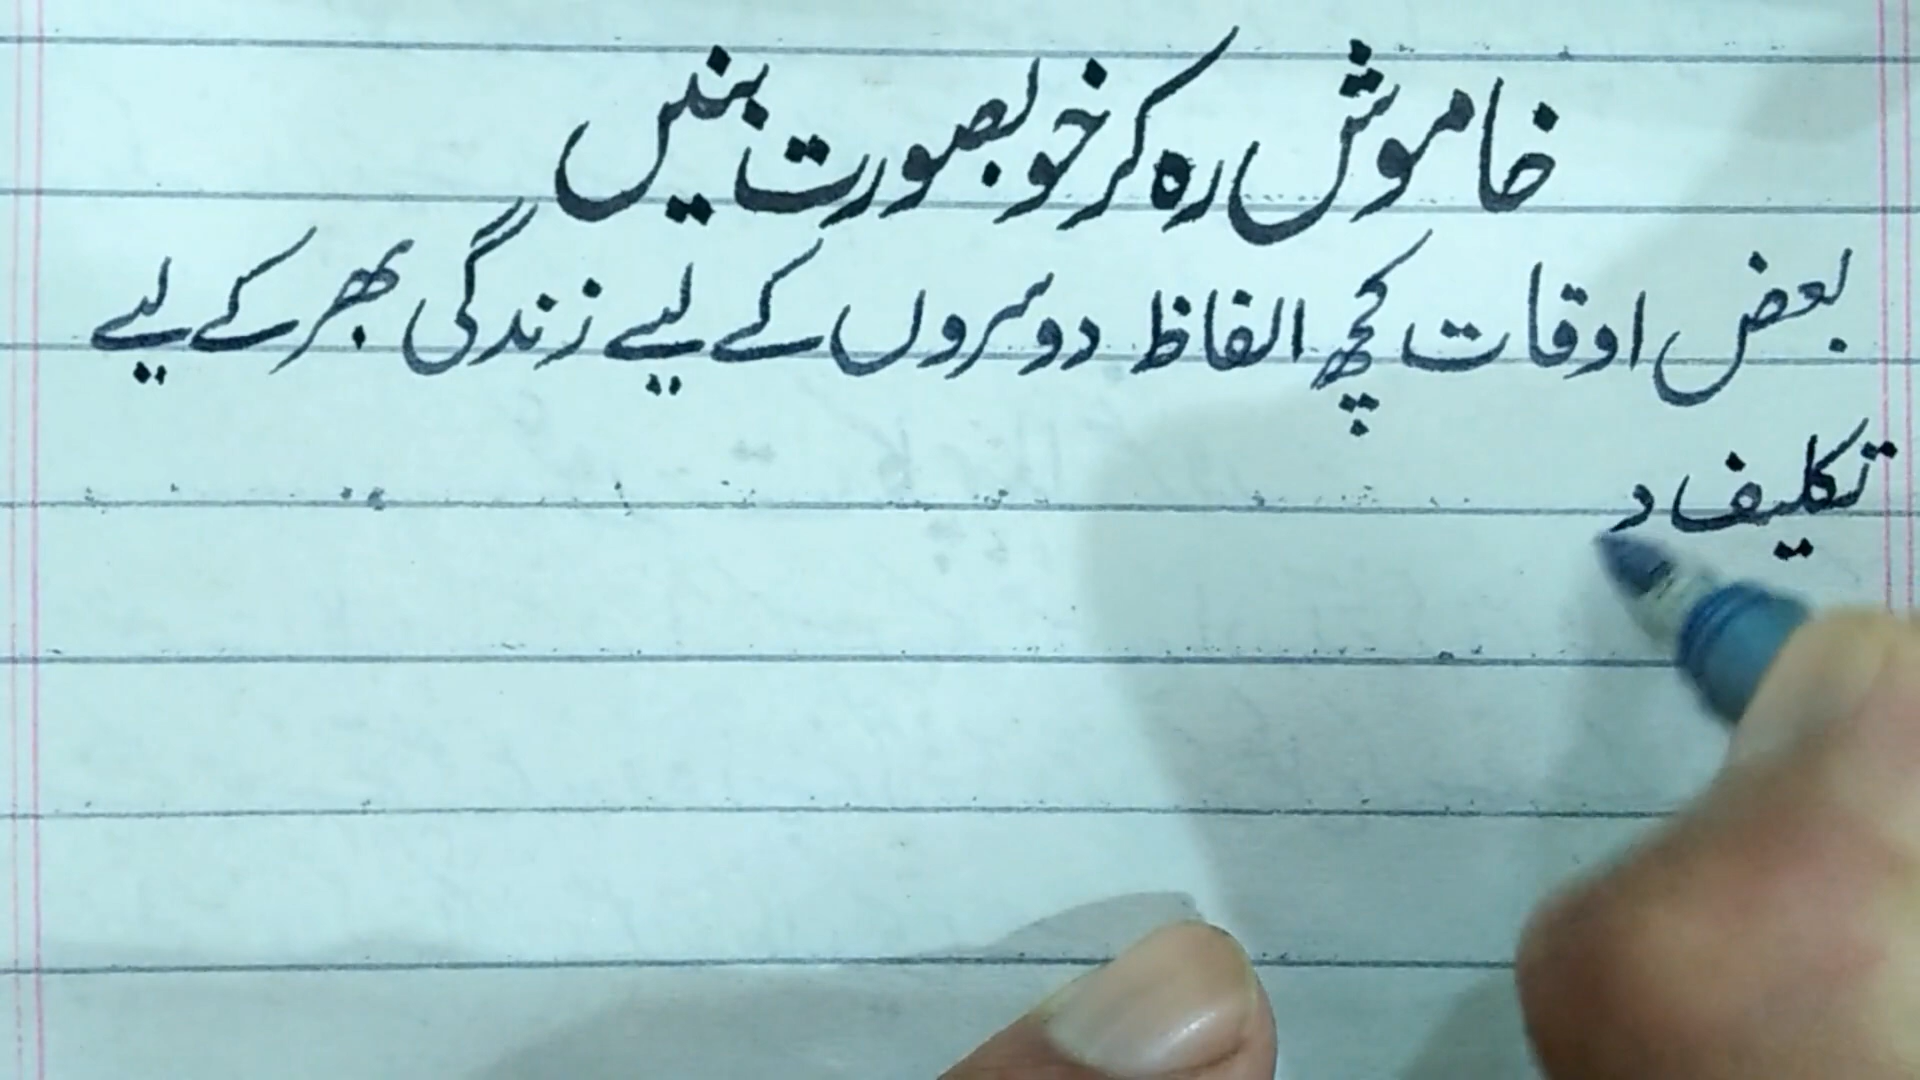 خاموش رہ کر خوبصورت بنیں
بعض اوقات کچھ الفاظ دوسروں کے لیے زندگی بھر کے لیے
تکلیف د